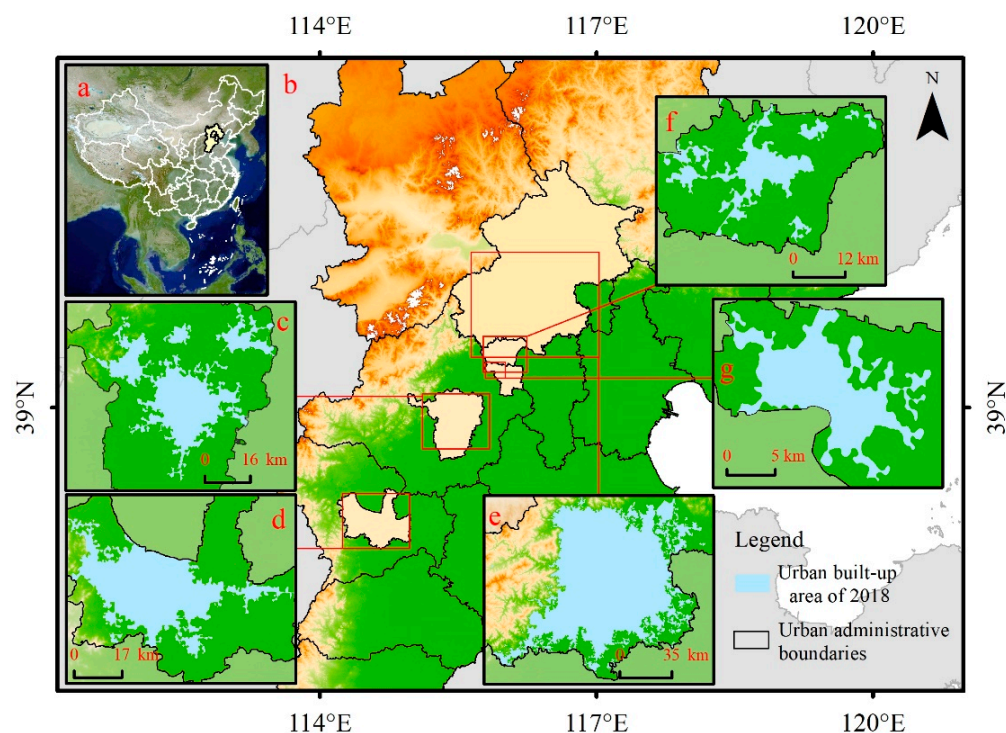 114°E 117°E 120°E
a
b
N
f
0 12 km
c
0 16 km
39°N
39°N
g
0 5 km
d
0 17 km
e
0 35 km
Legend
Urban built-up
area of 2018
Urban administrative
boundaries
114°E 117°E 120°E